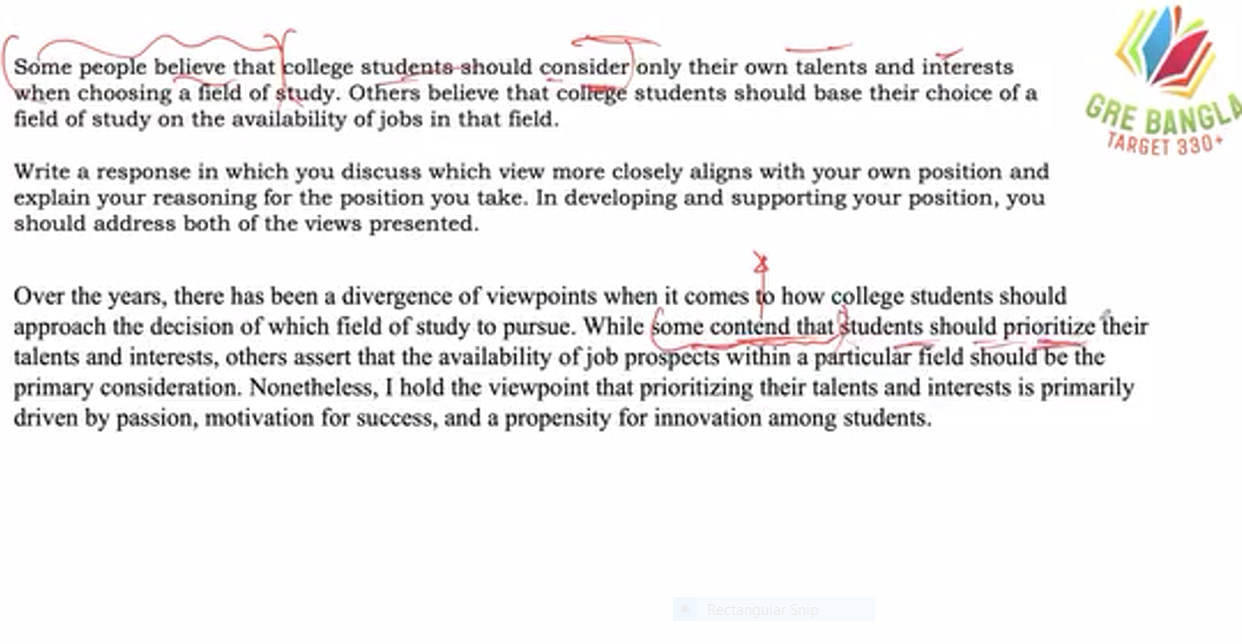 Some people believe that college students should consider only their own talents and interests
when choosing a field of study. Others believe that college students should base their choice of a
field of study on the availability of jobs in that field.
GRE BANGLA
TARGET 330+
Write a response in which you discuss which view more closely aligns with your own position and
explain your reasoning for the position you take. In developing and supporting your position, you
should address both of the views presented.
Over the years, there has been a divergence of viewpoints when it comes to how college students should
approach the decision of which field of study to pursue. While some contend that students should prioritize their
talents and interests, others assert that the availability of job prospects within a particular field should be the
primary consideration. Nonetheless, I hold the viewpoint that prioritizing their talents and interests is primarily
driven by passion, motivation for success, and a propensity for innovation among students.
Rectangular Snip